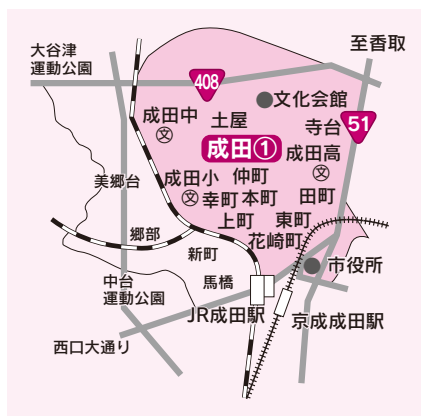 大谷津
運動公園
至香取
408
文化会館
51
成田中
文
土屋
寺台
成田①
成田高
文
成田小
文
仲町
美郷台
幸町
本町
田町
上町
東町
郷部
花崎町
新町
市役所
中台
運動公園
馬橋
JR成田駅
京成成田駅
西口大通り